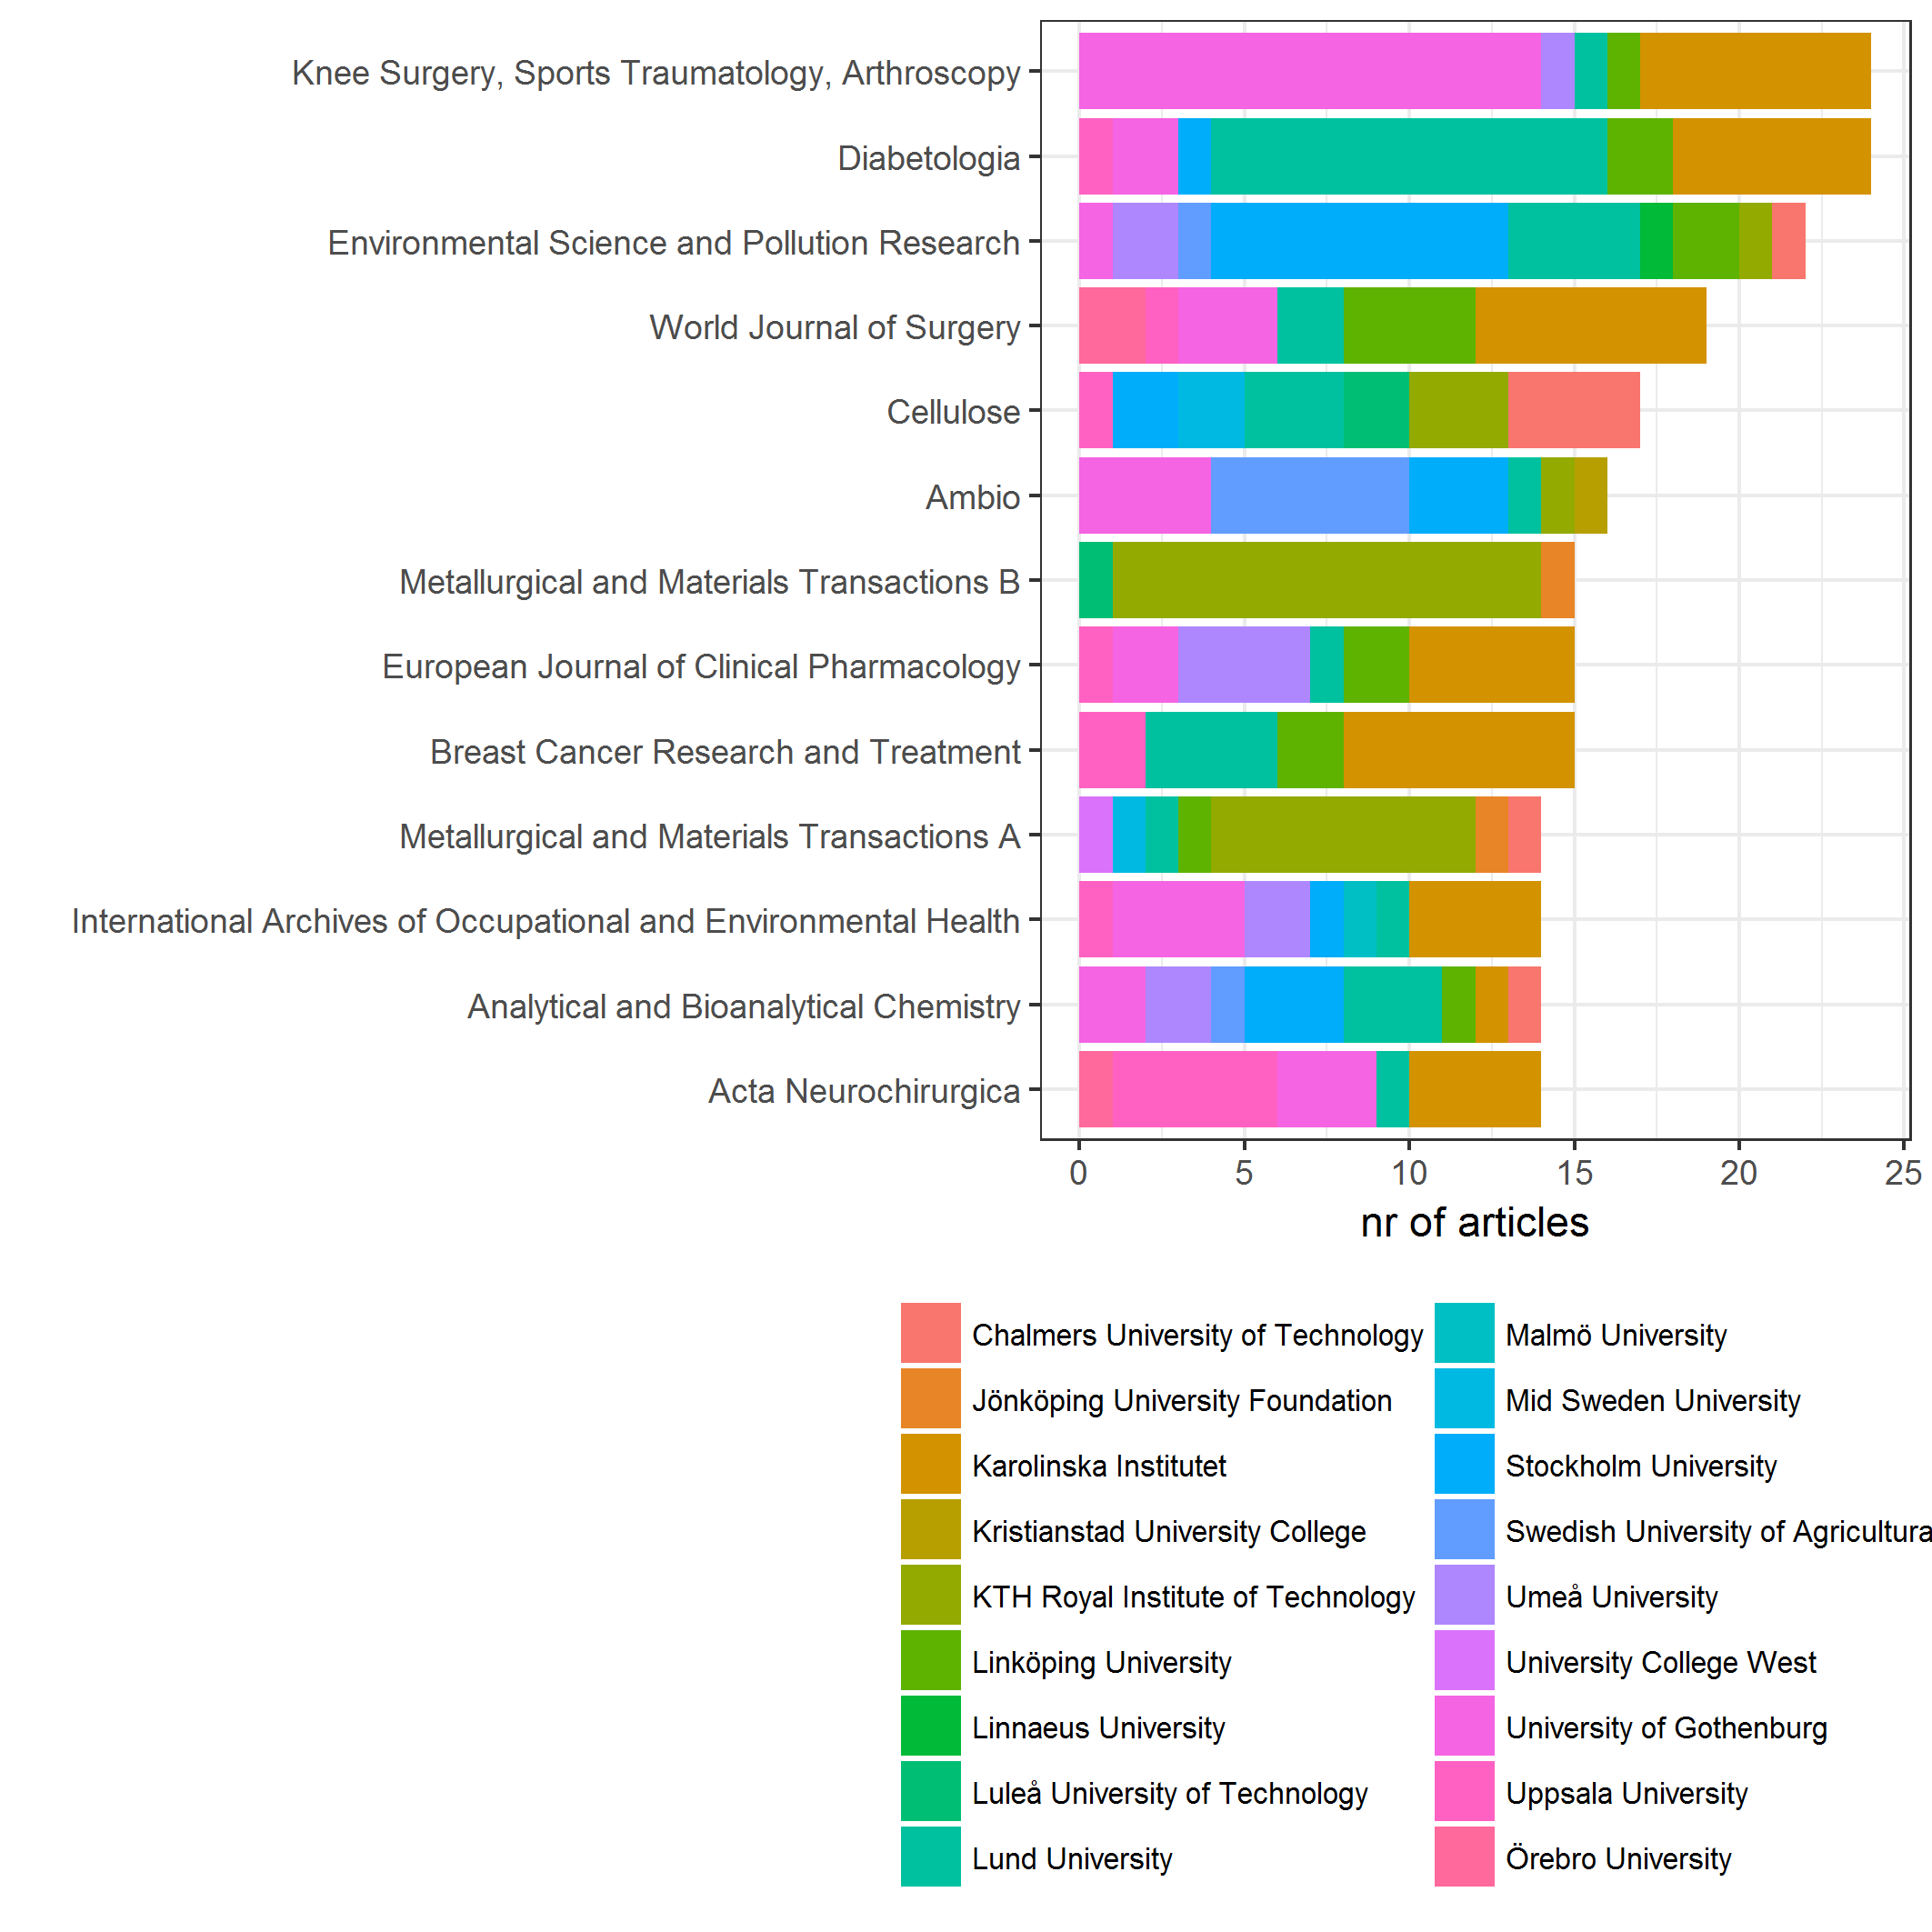 Knee Surgery, Sports Traumatology, Arthroscopy
Diabetologia
Environmental Science and Pollution Research
World Journal of Surgery
Cellulose
Ambio
Metallurgical and Materials Transactions B
European Journal of Clinical Pharmacology
Breast Cancer Research and Treatment
Metallurgical and Materials Transactions A
International Archives of Occupational and Environmental Health
Analytical and Bioanalytical Chemistry
Acta Neurochirurgica
0 5 10 15 20 25
nr of articles
Chalmers University of Technology
Jönköping University Foundation
Karolinska Institutet
Kristianstad University College
KTH Royal Institute of Technology
Linköping University
Linnaeus University
Luleå University of Technology
Lund University
Malmö University
Mid Sweden University
Stockholm University
Swedish University of Agricultura
Umeå University
University College West
University of Gothenburg
Uppsala University
Örebro University